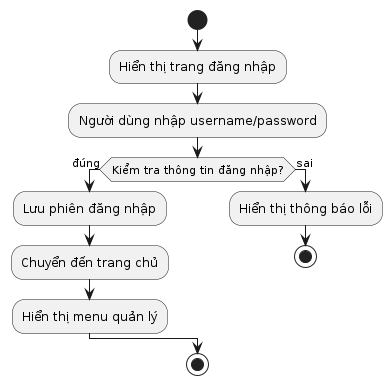 Hiển thị trang đăng nhập
Người dùng nhập username/password
Kiểm tra thông tin đăng nhập?
đúng
sai
Lưu phiên đăng nhập
Hiển thị thông báo lỗi
Chuyển đến trang chủ
Hiển thị menu quản lý